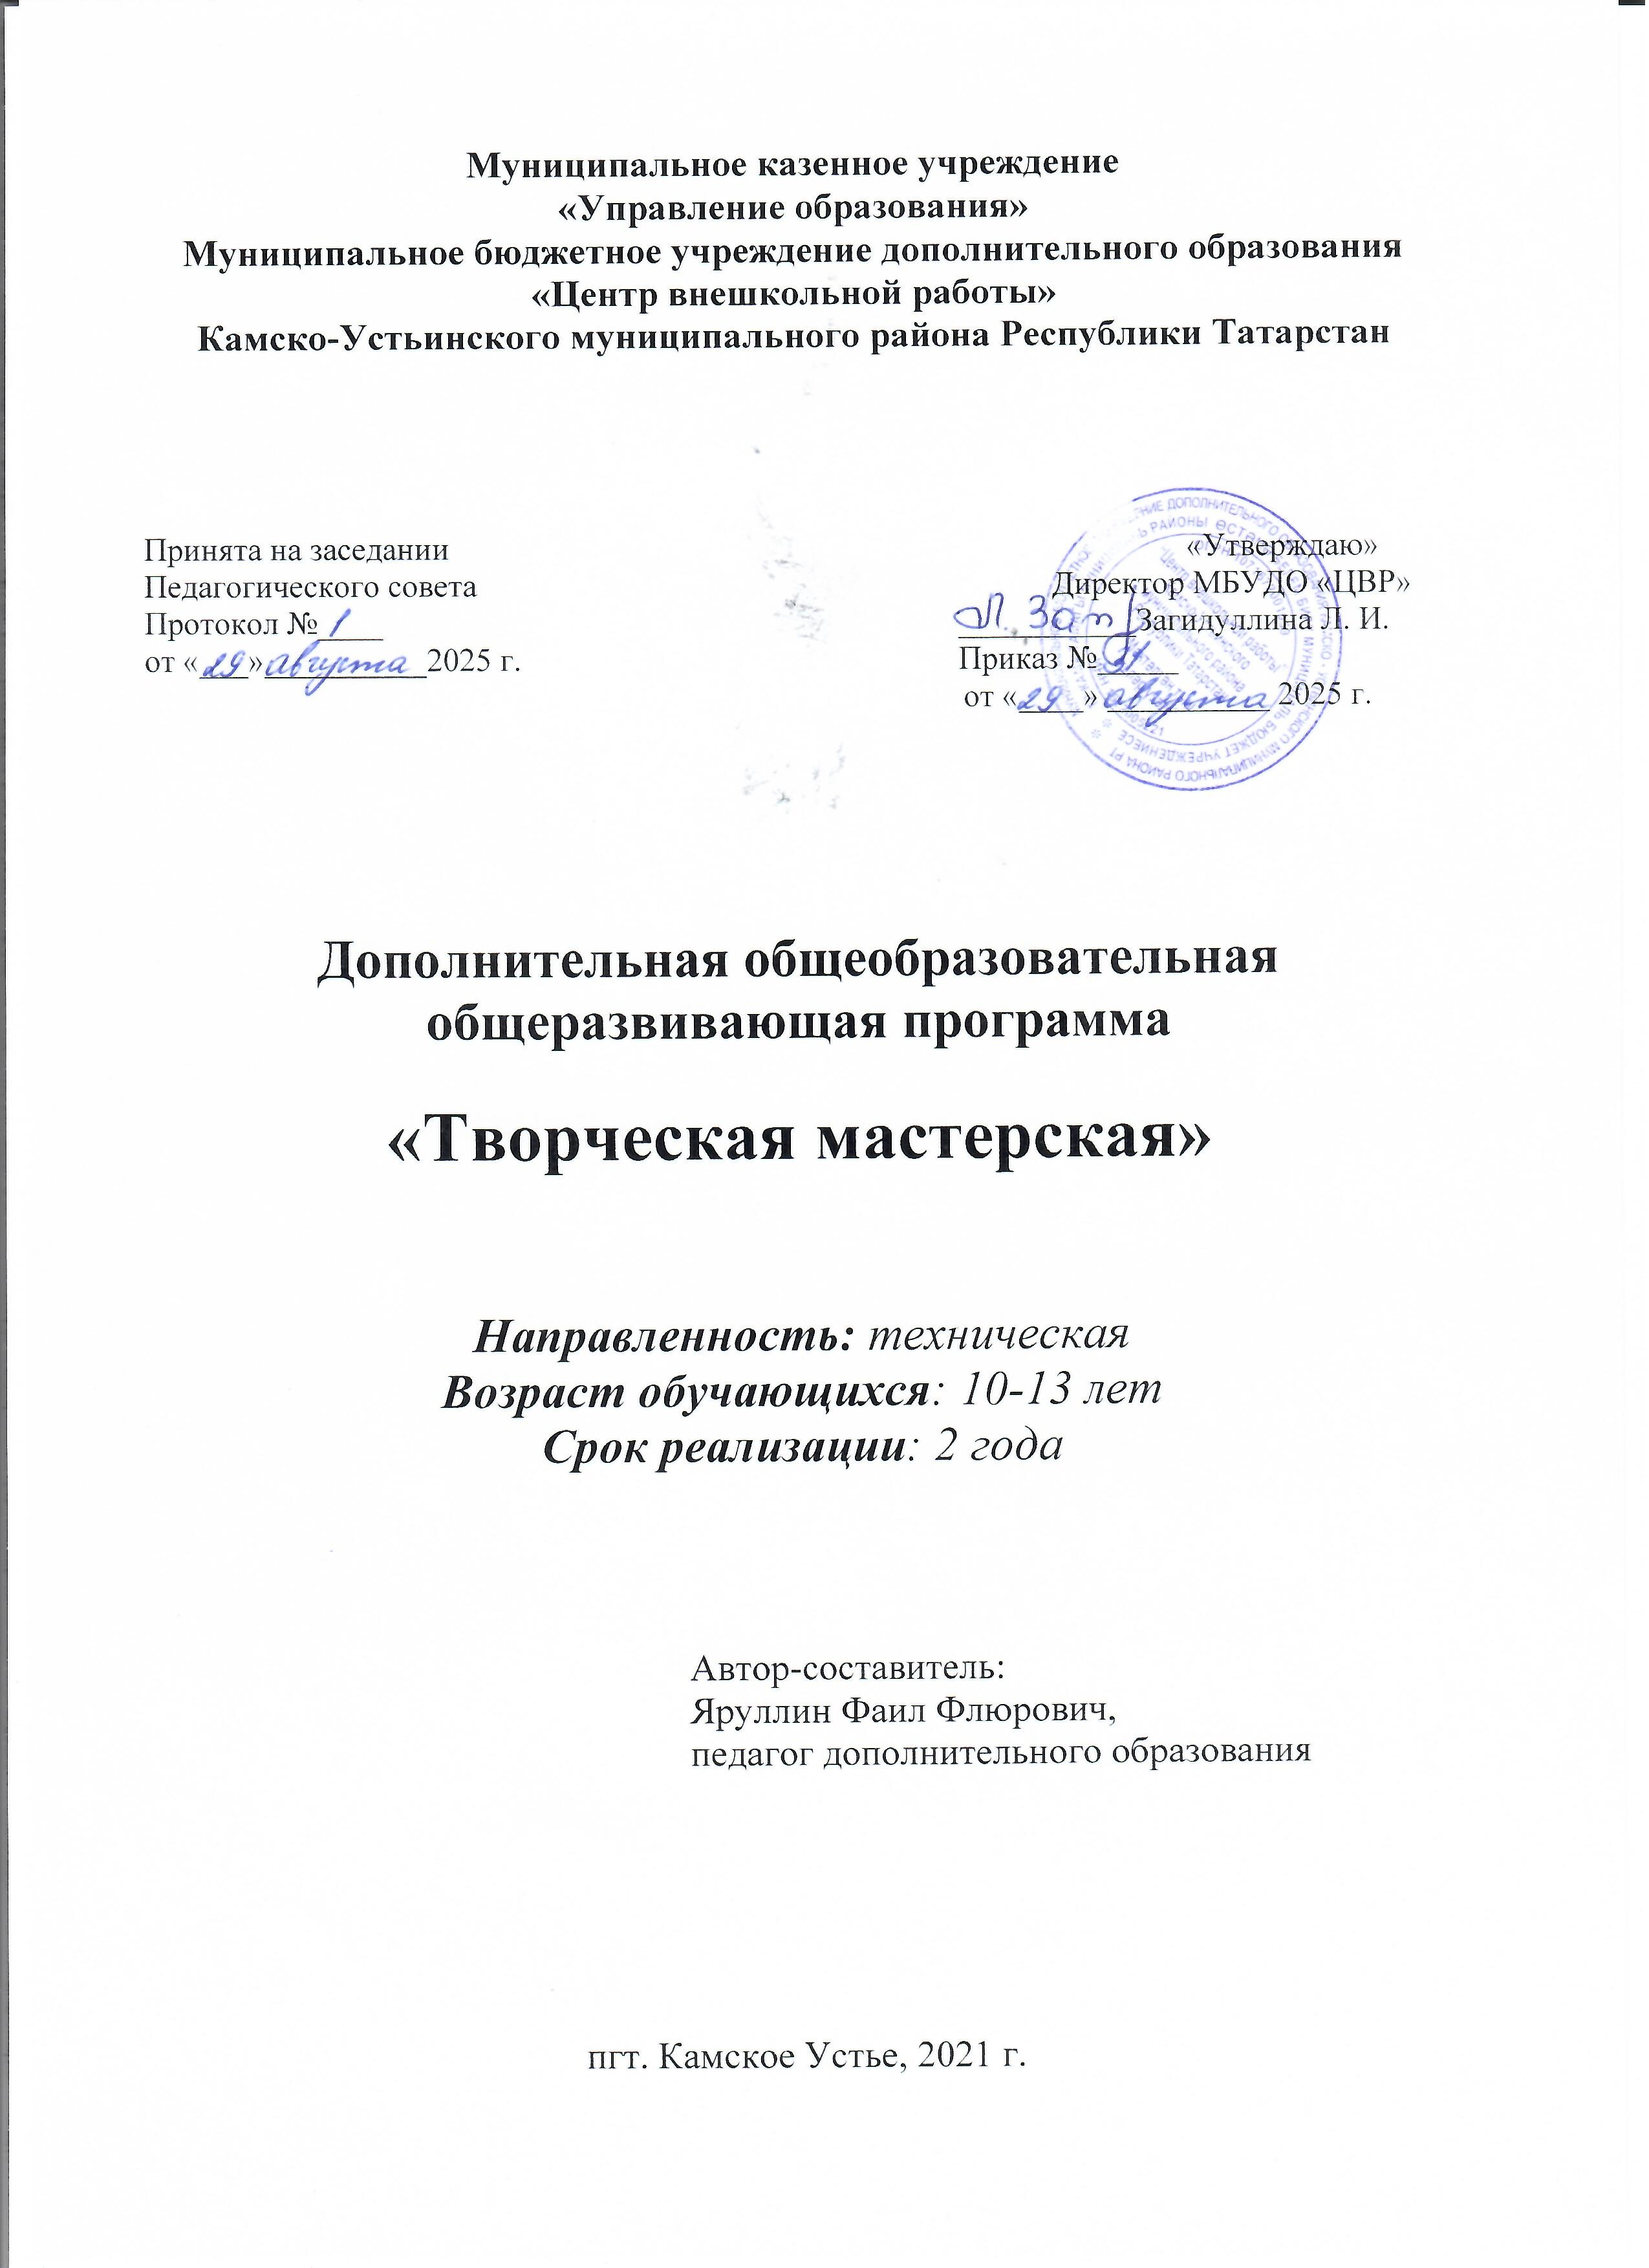 Муниципальное казенное учреждение
«Управление образования»
Муниципальное бюджетное учреждение дополнительного образования
«Центр внешкольной работы»
Камско-Устьинского муниципального района Республики Татарстан
Принята на заседании
Педагогического совета
Протокол № 1
от «29» августа 2025 г.
«Утверждаю»
Директор МБУДО «ЦВР»
Загидуллина Л. И.
Приказ № 31
от «29» августа 2025 г.
Дополнительная общеобразовательная
общеразвивающая программа
«Творческая мастерская»
Направленность: техническая
Возраст обучающихся: 10-13 лет
Срок реализации: 2 года
Автор-составитель:
Яруллин Фаил Флюрович,
педагог дополнительного образования
пгт. Камское Устье, 2021 г.